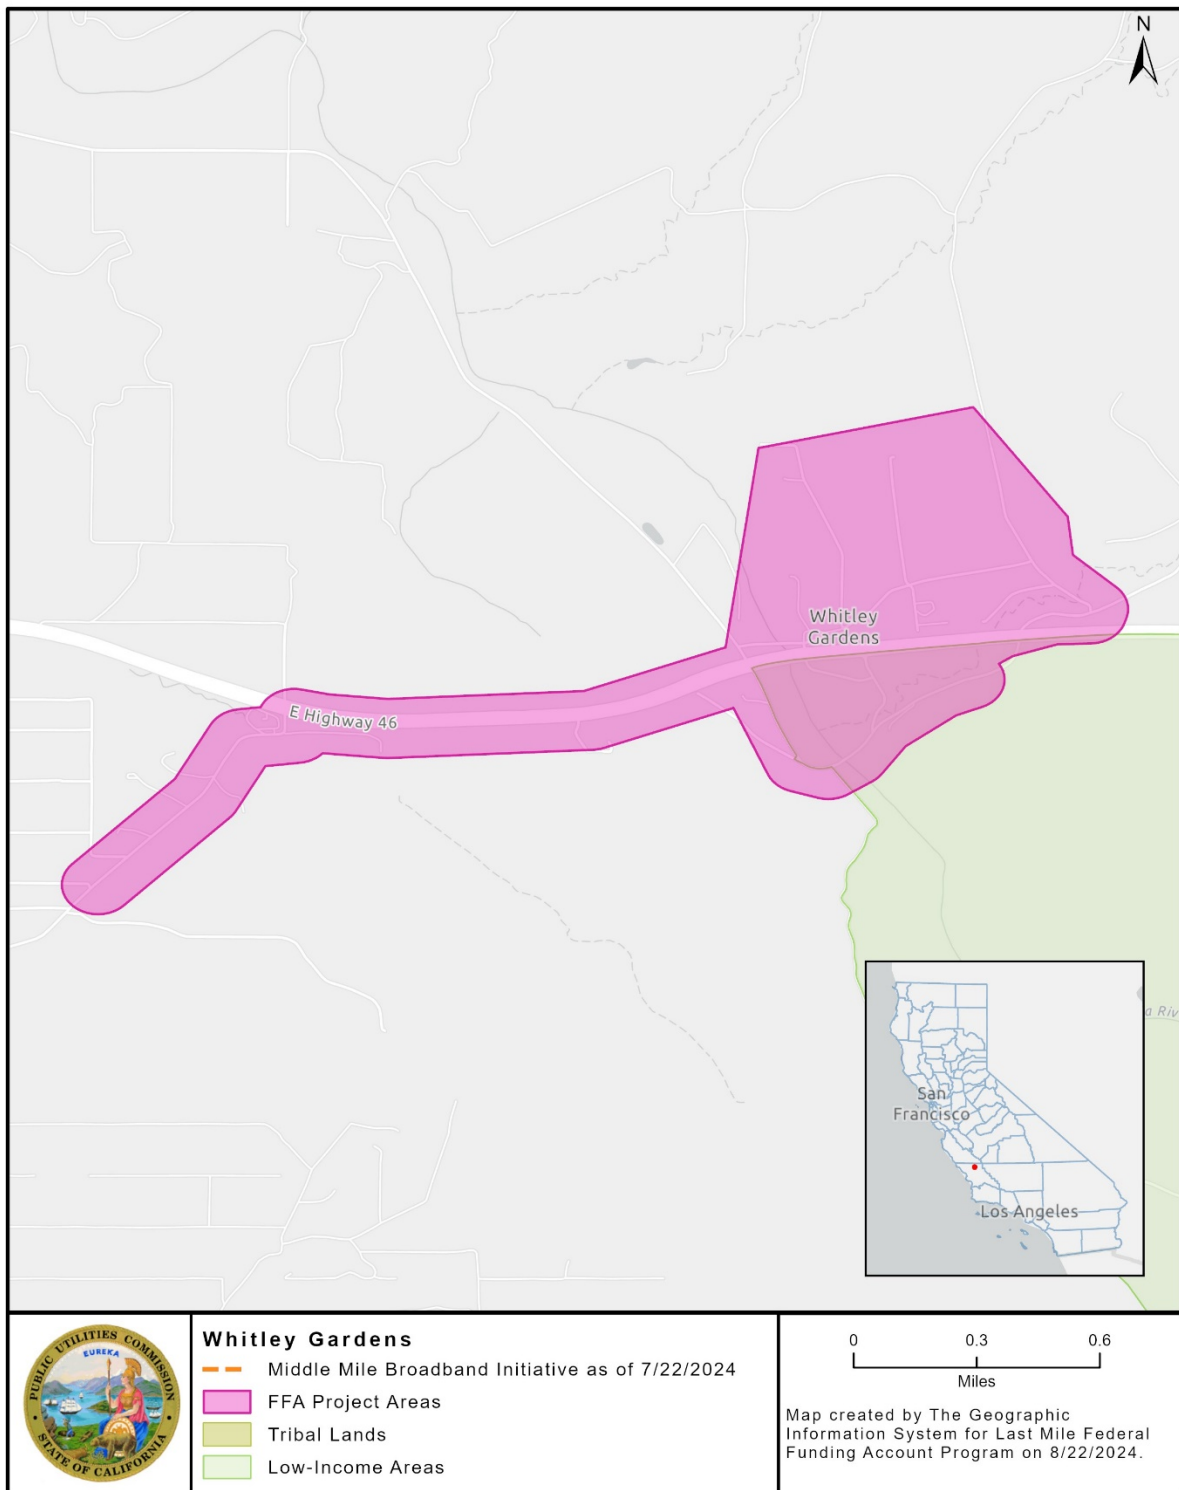 N
Whitley
Gardens
E Highway 46
a Riv
San
Francisco
Los Angeles
PUBLIC UTILITIES COMMISSION
EUREKA
STATE OF CALIFORNIA
Whitley Gardens
Middle Mile Broadband Initiative as of 7/22/2024
FFA Project Areas
Tribal Lands
Low-Income Areas
0 0.3 0.6
Miles
Map created by The Geographic
Information System for Last Mile Federal
Funding Account Program on 8/22/2024.